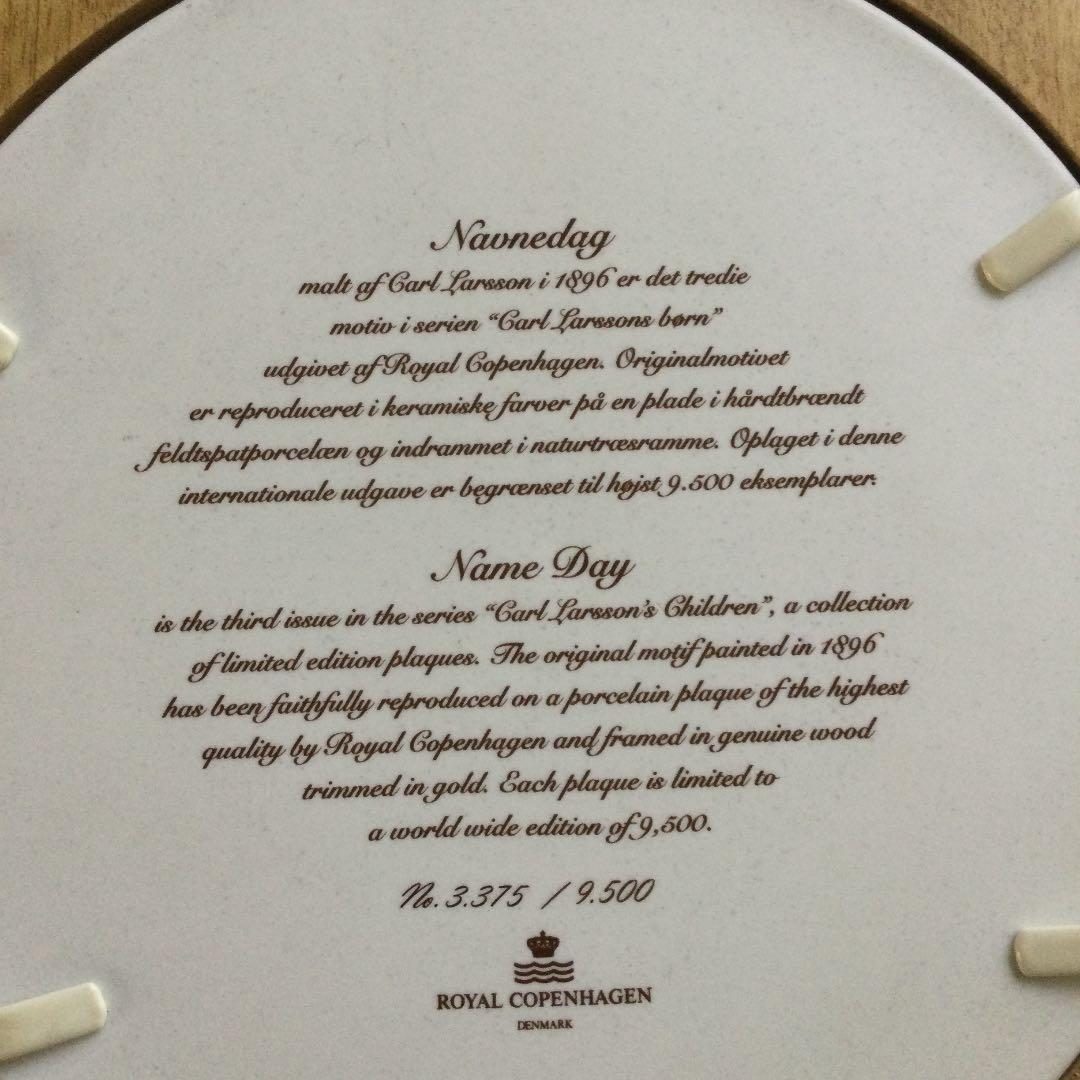 Navnedag
malt af Carl Larsson i 1896 er det tredie
motiv i serien “Carl Larssons børn”
udgivet af Royal Copenhagen. Originalmotivet
er reproduceret i keramiske farver på en plade i hårdtbrændt
feldtspatporcelæn og indrammet i naturtræsramme. Oplaget i denne
internationale udgave er begrænset til højst 9.500 eksemplarer.
Name Day
is the third issue in the series “Carl Larsson’s Children”, a collection
of limited edition plaques. The original motif painted in 1896
has been faithfully reproduced on a porcelain plaque of the highest
quality by Royal Copenhagen and framed in genuine wood
trimmed in gold. Each plaque is limited to
a world wide edition of 9,500.
No. 3.375 / 9.500
ROYAL COPENHAGEN
DENMARK